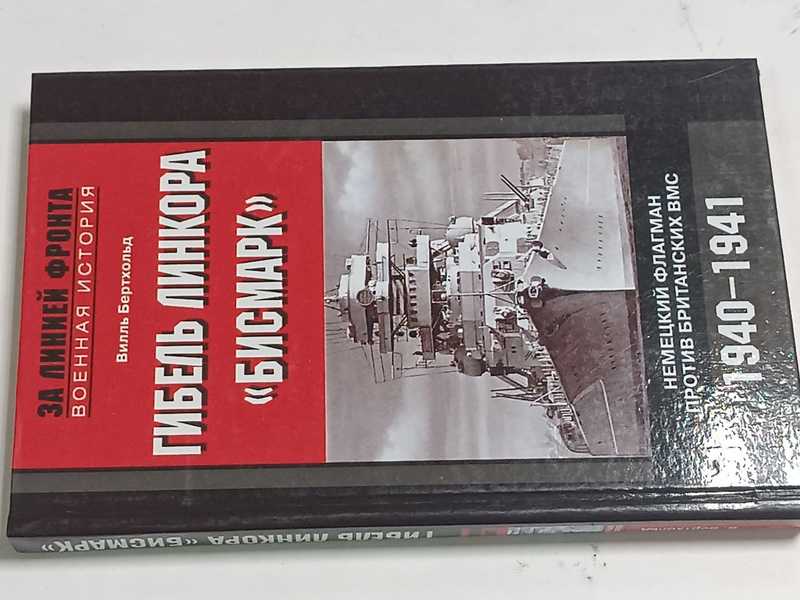 ЗА ЛИНИЕЙ ФРОНТА
ВОЕННАЯ ИСТОРИЯ
Вилль Бертхольд
ГИБЕЛЬ ЛИНКОРА
«БИСМАРК»
НЕМЕЦКИЙ ФЛАГМАН
ПРОТИВ БРИТАНСКИХ ВМС
1940–1941
ГИБЕЛЬ ЛИНКОРА «БИСМАРК»